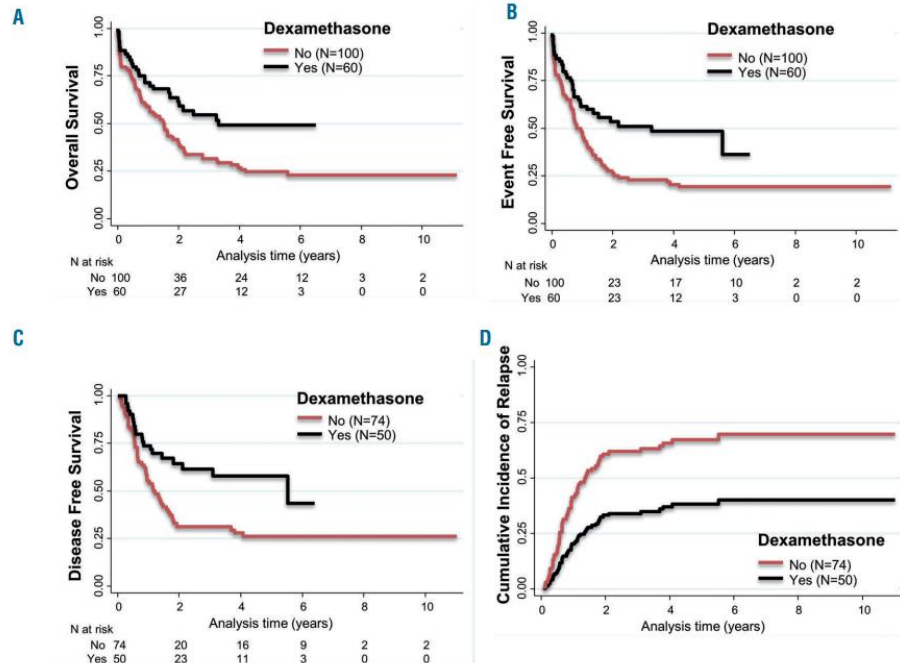 A
Overall Survival
1.00
0.75
0.50
0.25
0.00
Dexamethasone
No (N=100)
Yes (N=60)
0 2 4 6 8 10
Analysis time (years)
N at risk
No 100 36 24 12 3 2
Yes 60 27 12 3 0 0
B
Event Free Survival
1.00
0.75
0.50
0.25
0.00
Dexamethasone
No (N=100)
Yes (N=60)
0 2 4 6 8 10
Analysis time (years)
N at risk
No 100 23 17 10 2 2
Yes 60 23 12 3 0 0
C
Disease Free Survival
1.00
0.75
0.50
0.25
0.00
Dexamethasone
No (N=74)
Yes (N=50)
0 2 4 6 8 10
Analysis time (years)
N at risk
No 74 20 16 9 2 2
Yes 50 23 11 3 0 0
D
Cumulative Incidence of Relapse
1.00
0.75
0.5
0.25
0.00
Dexamethasone
No (N=74)
Yes (N=50)
0 2 4 6 8 10
Analysis time (years)